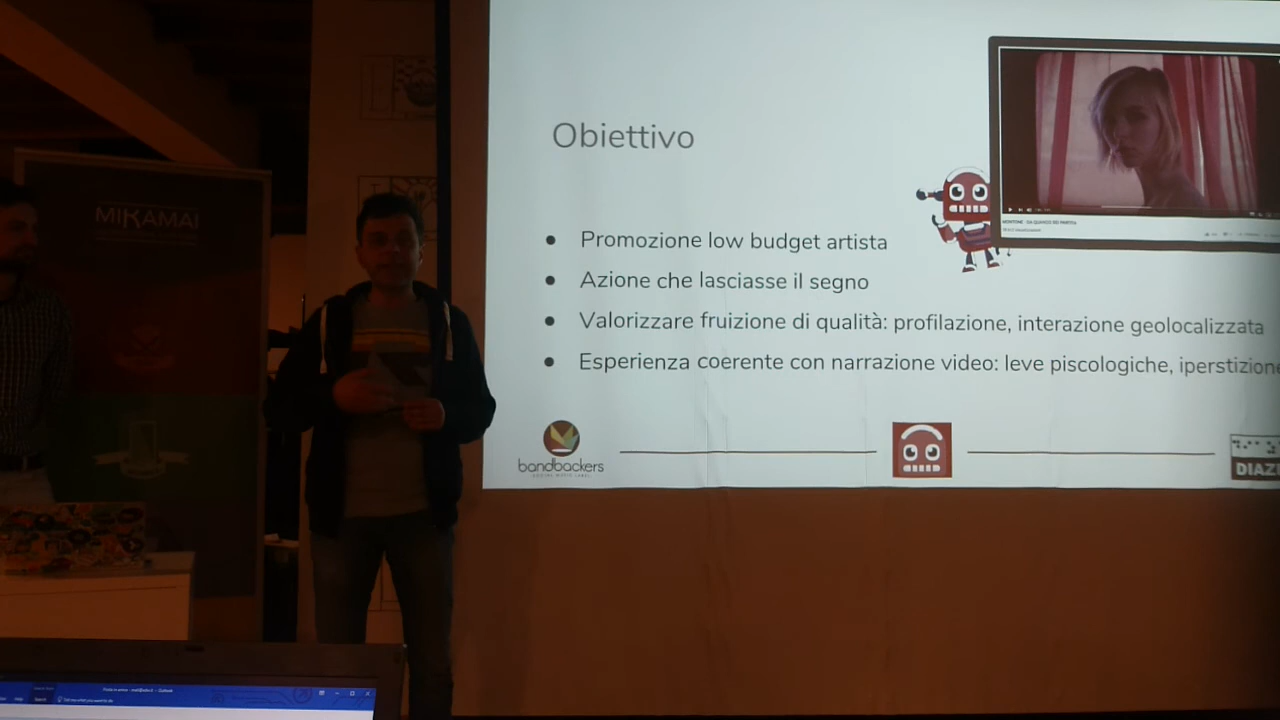 MIKAMAI
Obiettivo
Promozione low budget artista
Azione che lasciasse il segno
Valorizzare fruizione di qualità: profilazione, interazione geolocalizzata
Esperienza coerente con narrazione video: leve piscologiche, iperstizione
bandbackers
DIAZ